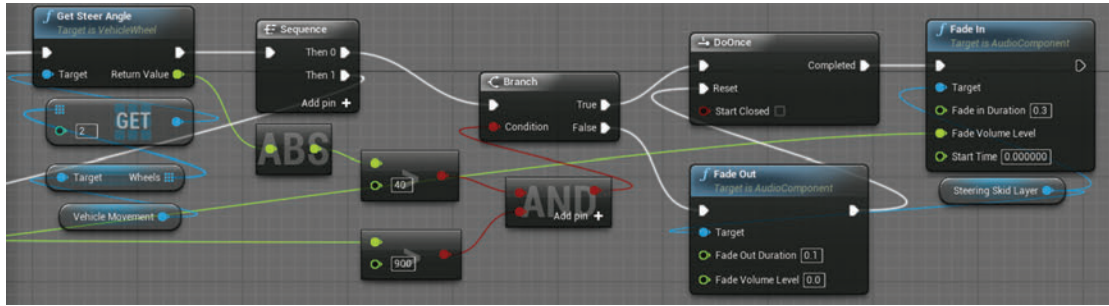 Get Steer Angle
Target is VehicleWheel
Target Return Value
2 GET
Target Wheels
Vehicle Movement
Sequence
Then 0
Then 1
Add pin +
ABS
> 40
> 900
Branch
True
Condition False
AND
Add pin +
DoOnce
Completed
Reset
Start Closed
Fade Out
Target is AudioComponent
Target
Fade Out Duration 0.1
Fade Volume Level 0.0
Fade In
Target is AudioComponent
Target
Fade in Duration 0.3
Fade Volume Level
Start Time 0.000000
Steering Skid Layer